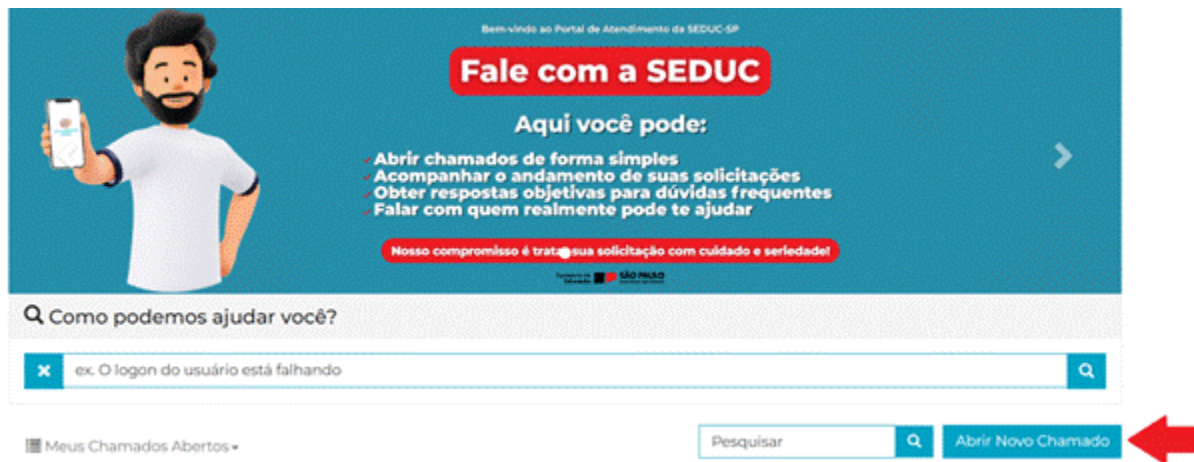 Bem-vindo ao Portal de Atendimento da SEDUC-SP
Fale com a SEDUC
Aqui você pode:
Abrir chamados de forma simples
Acompanhar o andamento de suas solicitações
Obter respostas objetivas para dúvidas frequentes
Falar com quem realmente pode te ajudar
Nosso compromisso é tratar sua solicitação com cuidado e seriedade!
Secretaria da Educação SÃO PAULO
Como podemos ajudar você?
ex. O logon do usuário está falhando
Meus Chamados Abertos
Pesquisar
Abrir Novo Chamado